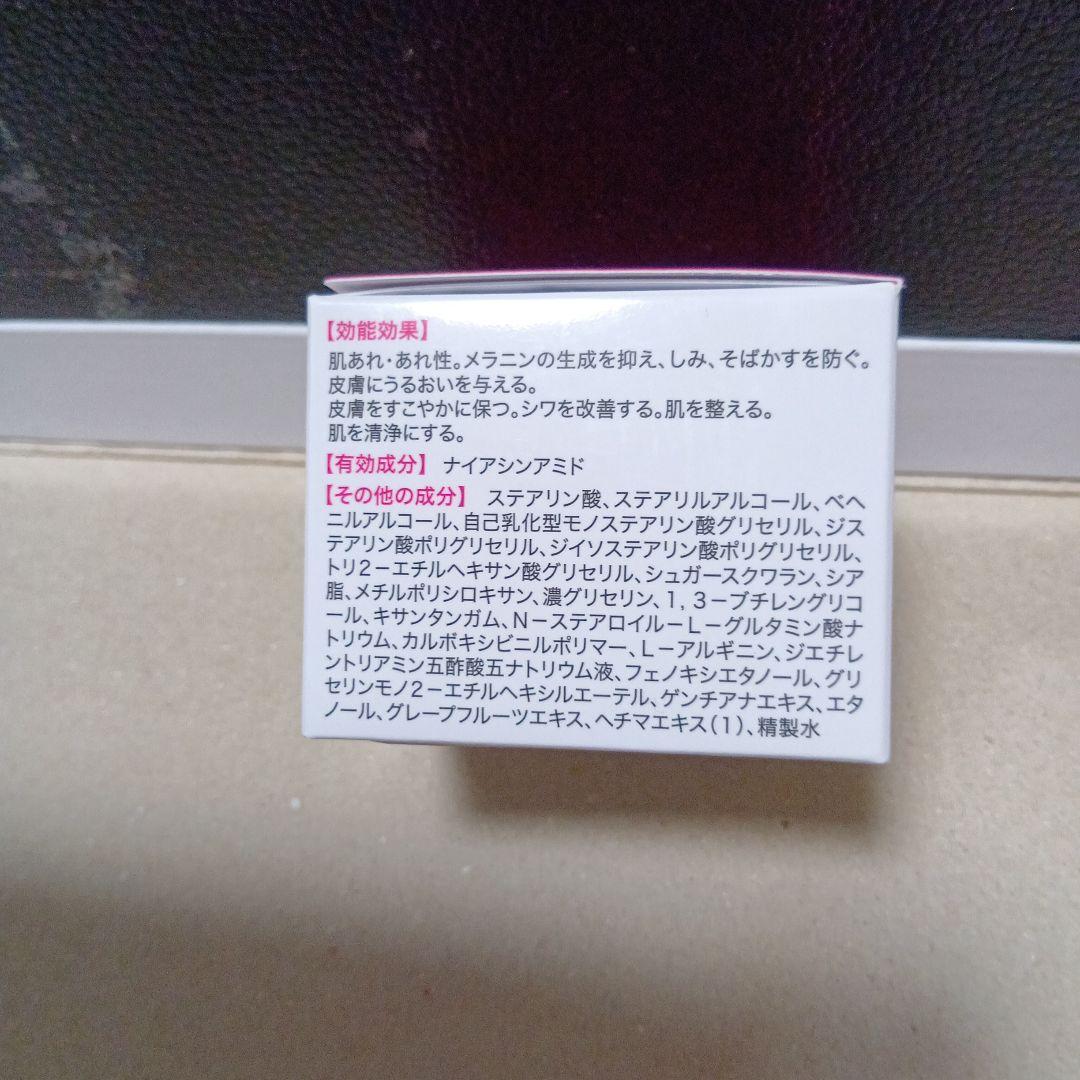 【効能効果】
肌あれ・あれ性。メラニンの生成を抑え、しみ、そばかすを防ぐ。
皮膚にうるおいを与える。
皮膚をすこやかに保つ。シワを改善する。肌を整える。
肌を清浄にする。
【有効成分】 ナイアシンアミド
【その他の成分】 ステアリン酸、ステアリルアルコール、ベヘ
ニルアルコール、自己乳化型モノステアリン酸グリセリル、ジス
テアリン酸ポリグリセリル、ジイソステアリン酸ポリグリセリル、
トリ2－エチルヘキサン酸グリセリル、シュガースクワラン、シア
脂、メチルポリシロキサン、濃グリセリン、1, 3－ブチレングリコ
ール、キサンタンガム、N－ステアロイル－L－グルタミン酸ナ
トリウム、カルボキシビニルポリマー、L－アルギニン、ジエチレ
ントリアミン五酢酸五ナトリウム液、フェノキシエタノール、グリ
セリンモノ2－エチルヘキシルエーテル、ゲンチアナエキス、エタ
ノール、グレープフルーツエキス、ヘチマエキス（1）、精製水